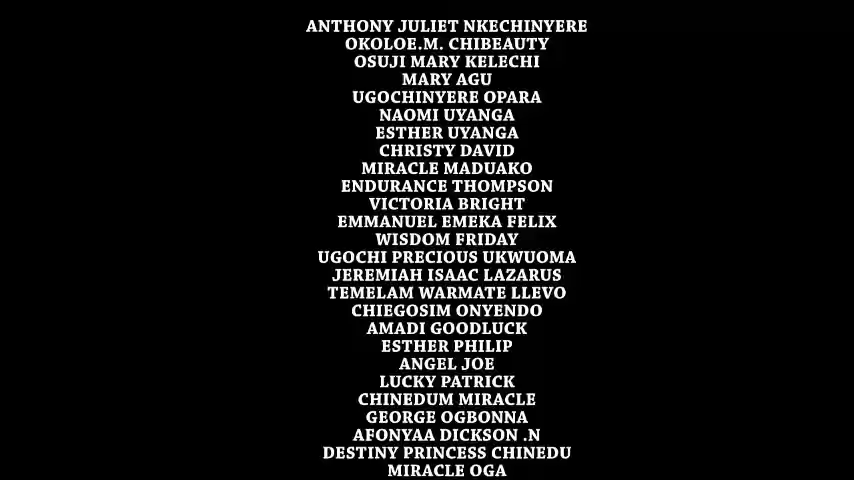 ANTHONY JULIET NKECHINYERE
OKOLOE.M. CHIBEAUTY
OSUJI MARY KELECHI
MARY AGU
UGOCHINYERE OPARA
NAOMI UYANGA
ESTHER UYANGA
CHRISTY DAVID
MIRACLE MADUAKO
ENDURANCE THOMPSON
VICTORIA BRIGHT
EMMANUEL EMEKA FELIX
WISDOM FRIDAY
UGOCHI PRECIOUS UKWUOMA
JEREMIAH ISAAC LAZARUS
TEMELAM WARMATE LLEVO
CHIEGOSIM ONYENDO
AMADI GOODLUCK
ESTHER PHILIP
ANGEL JOE
LUCKY PATRICK
CHINEDUM MIRACLE
GEORGE OGBONNA
AFONYAA DICKSON .N
DESTINY PRINCESS CHINEDU
MIRACLE OGA